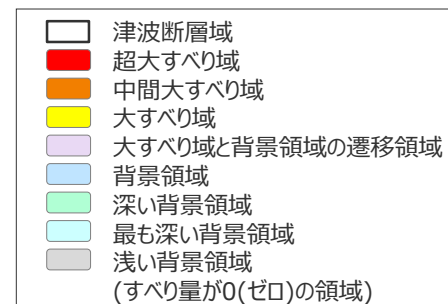 津波断層域
超大すべり域
中間大すべり域
大すべり域
大すべり域と背景領域の遷移領域
背景領域
深い背景領域
最も深い背景領域
浅い背景領域
(すべり量が0(ゼロ)の領域)